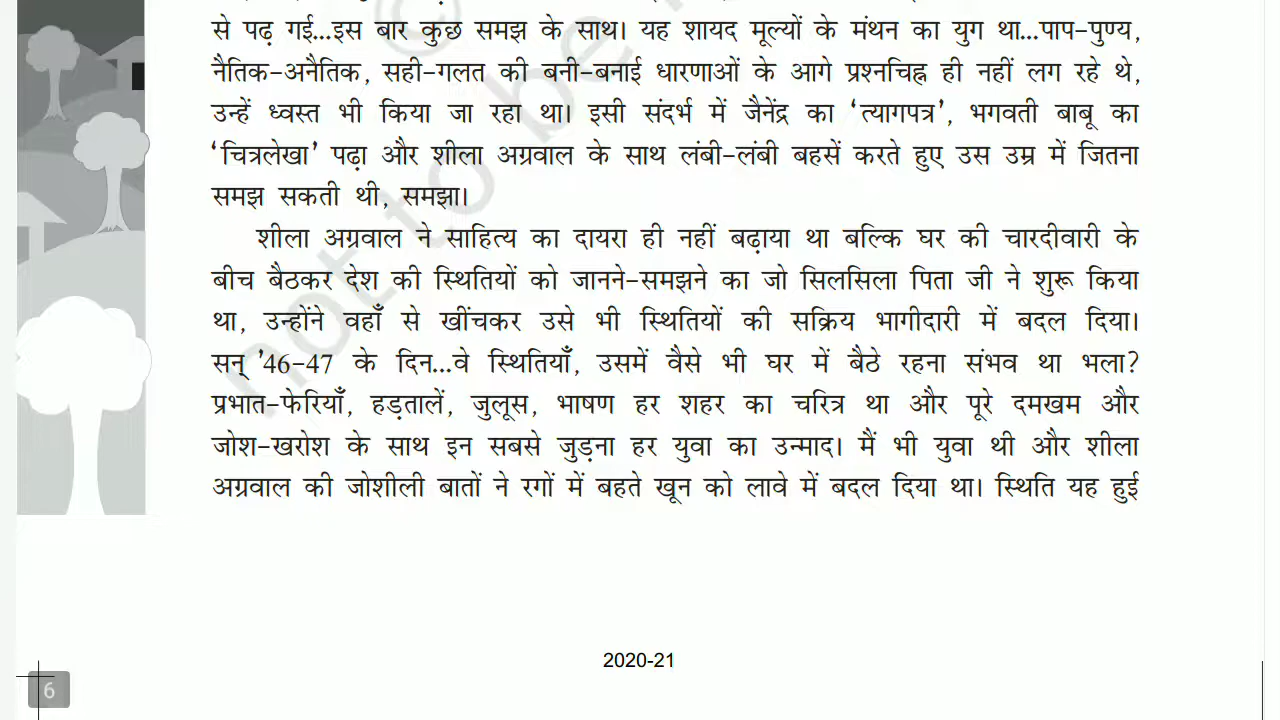 से पढ़ गई...इस बार कुछ समझ के साथ। यह शायद मूल्यों के मंथन का युग था...पाप-पुण्य,
नैतिक-अनैतिक, सही-गलत की बनी-बनाई धारणाओं के आगे प्रश्नचिह्न ही नहीं लग रहे थे,
उन्हें ध्वस्त भी किया जा रहा था। इसी संदर्भ में जैनेंद्र का ‘त्यागपत्र’, भगवती बाबू का
‘चित्रलेखा’ पढ़ा और शीला अग्रवाल के साथ लंबी-लंबी बहसें करते हुए उस उम्र में जितना
समझ सकती थी, समझा।
शीला अग्रवाल ने साहित्य का दायरा ही नहीं बढ़ाया था बल्कि घर की चारदीवारी के
बीच बैठकर देश की स्थितियों को जानने-समझने का जो सिलसिला पिता जी ने शुरू किया
था, उन्होंने वहाँ से खींचकर उसे भी स्थितियों की सक्रिय भागीदारी में बदल दिया।
सन् ’46-47 के दिन...वे स्थितियाँ, उसमें वैसे भी घर में बैठे रहना संभव था भला?
प्रभात-फेरियाँ, हड़तालें, जुलूस, भाषण हर शहर का चरित्र था और पूरे दमखम और
जोश-खरोश के साथ इन सबसे जुड़ना हर युवा का उन्माद। मैं भी युवा थी और शीला
अग्रवाल की जोशीली बातों ने रगों में बहते खून को लावे में बदल दिया था। स्थिति यह हुई
not to be
2020-21
6